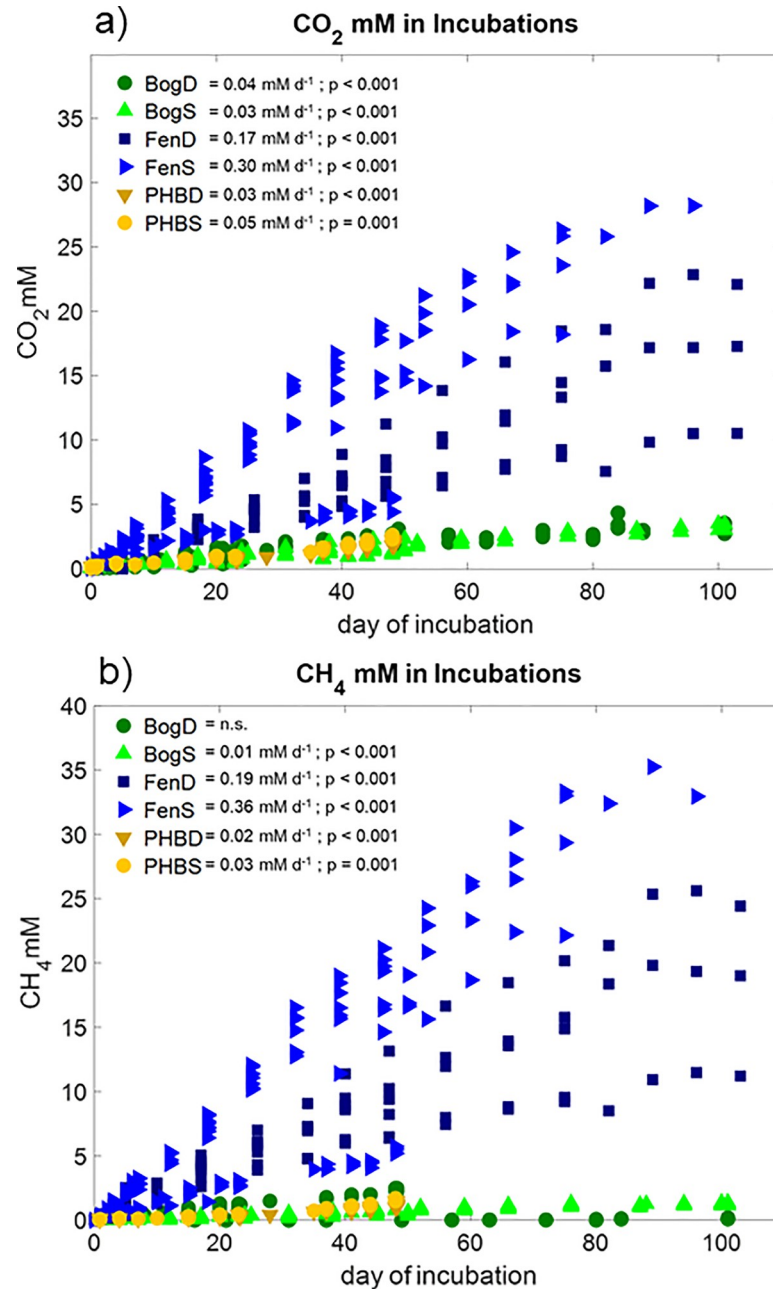 a)
CO₂ mM in Incubations
BogD = 0.04 mM d⁻¹ ; p < 0.001
BogS = 0.03 mM d⁻¹ ; p < 0.001
FenD = 0.17 mM d⁻¹ ; p < 0.001
FenS = 0.30 mM d⁻¹ ; p < 0.001
PHBD = 0.03 mM d⁻¹ ; p < 0.001
PHBS = 0.05 mM d⁻¹ ; p = 0.001
35
30
25
20
15
10
5
0
CO₂mM
0 20 40 60 80 100
day of incubation
b)
CH₄ mM in Incubations
BogD = n.s.
BogS = 0.01 mM d⁻¹ ; p < 0.001
FenD = 0.19 mM d⁻¹ ; p < 0.001
FenS = 0.36 mM d⁻¹ ; p < 0.001
PHBD = 0.02 mM d⁻¹ ; p < 0.001
PHBS = 0.03 mM d⁻¹ ; p = 0.001
40
35
30
25
20
15
10
5
0
CH₄mM
0 20 40 60 80 100
day of incubation